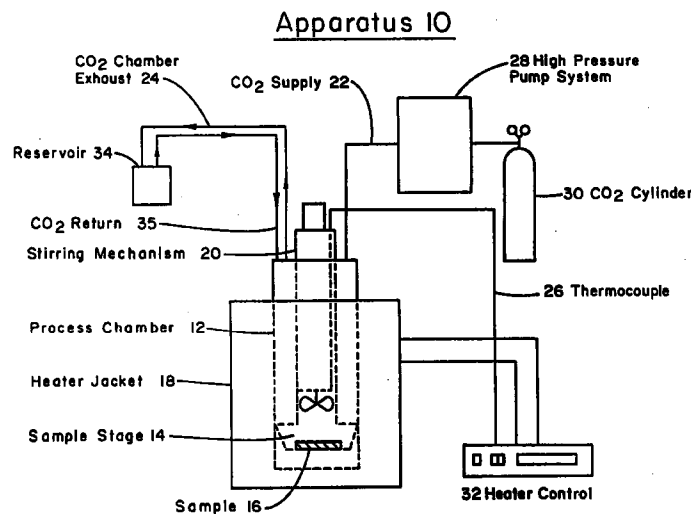 Apparatus 10
CO2 Chamber
Exhaust 24
CO2 Supply 22
28 High Pressure
Pump System
Reservoir 34
30 CO2 Cylinder
CO2 Return 35
Stirring Mechanism 20
26 Thermocouple
Process Chamber 12
Heater Jacket 18
Sample Stage 14
Sample 16
32 Heater Control